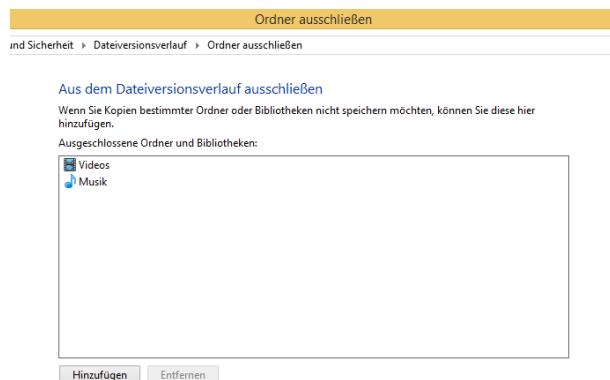 Ordner ausschließen
und Sicherheit ▸ Dateiversionsverlauf ▸ Ordner ausschließen
Aus dem Dateiversionsverlauf ausschließen
Wenn Sie Kopien bestimmter Ordner oder Bibliotheken nicht speichern möchten, können Sie diese hier
hinzufügen.
Ausgeschlossene Ordner und Bibliotheken:
Videos
Musik
Hinzufügen Entfernen